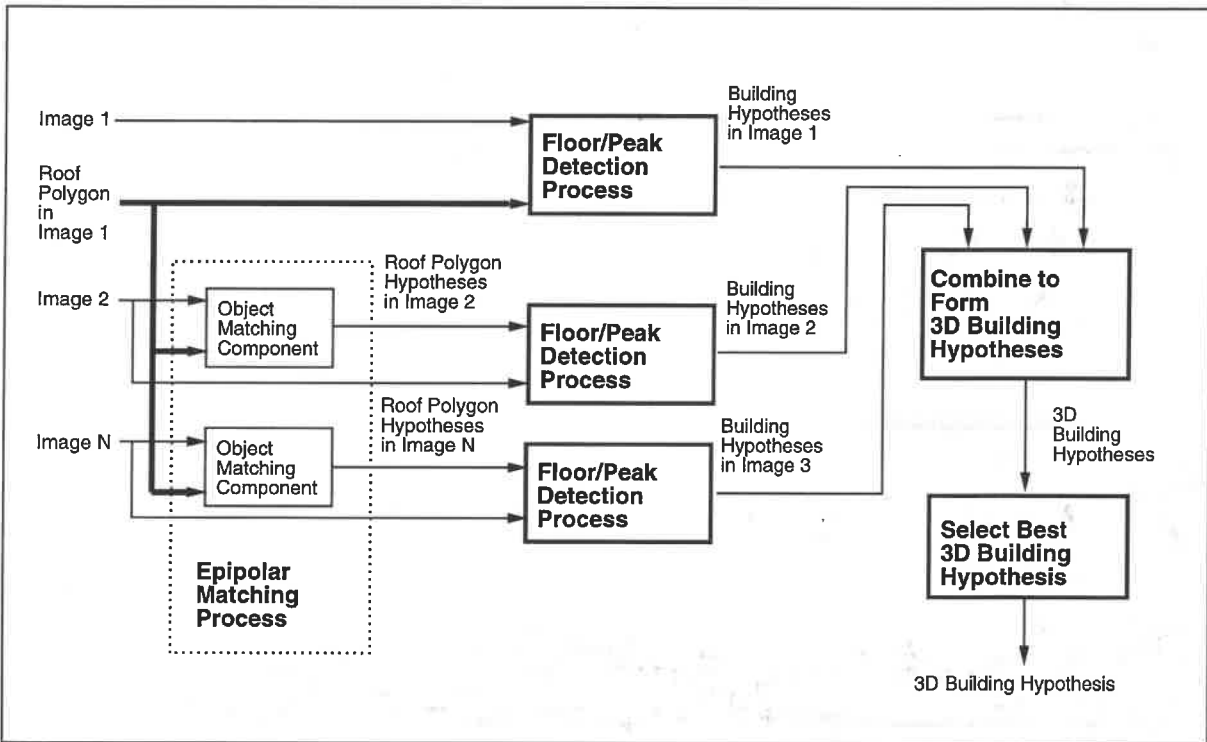 Image 1
Roof
Polygon
in
Image 1
Image 2
Image N
Object
Matching
Component
Object
Matching
Component
Epipolar
Matching
Process
Roof Polygon
Hypotheses
in Image 2
Roof Polygon
Hypotheses
in Image N
Floor/Peak
Detection
Process
Floor/Peak
Detection
Process
Floor/Peak
Detection
Process
Building
Hypotheses
in Image 1
Building
Hypotheses
in Image 2
Building
Hypotheses
in Image 3
Combine to
Form
3D Building
Hypotheses
3D
Building
Hypotheses
Select Best
3D Building
Hypothesis
3D Building Hypothesis